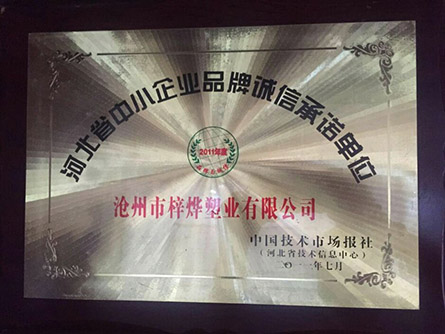 河北省中小企业品牌诚信承诺单位
2011年度
沧州市梓烨塑业有限公司
中国技术市场报社
（河北省技术信息中心）
二〇一一年七月